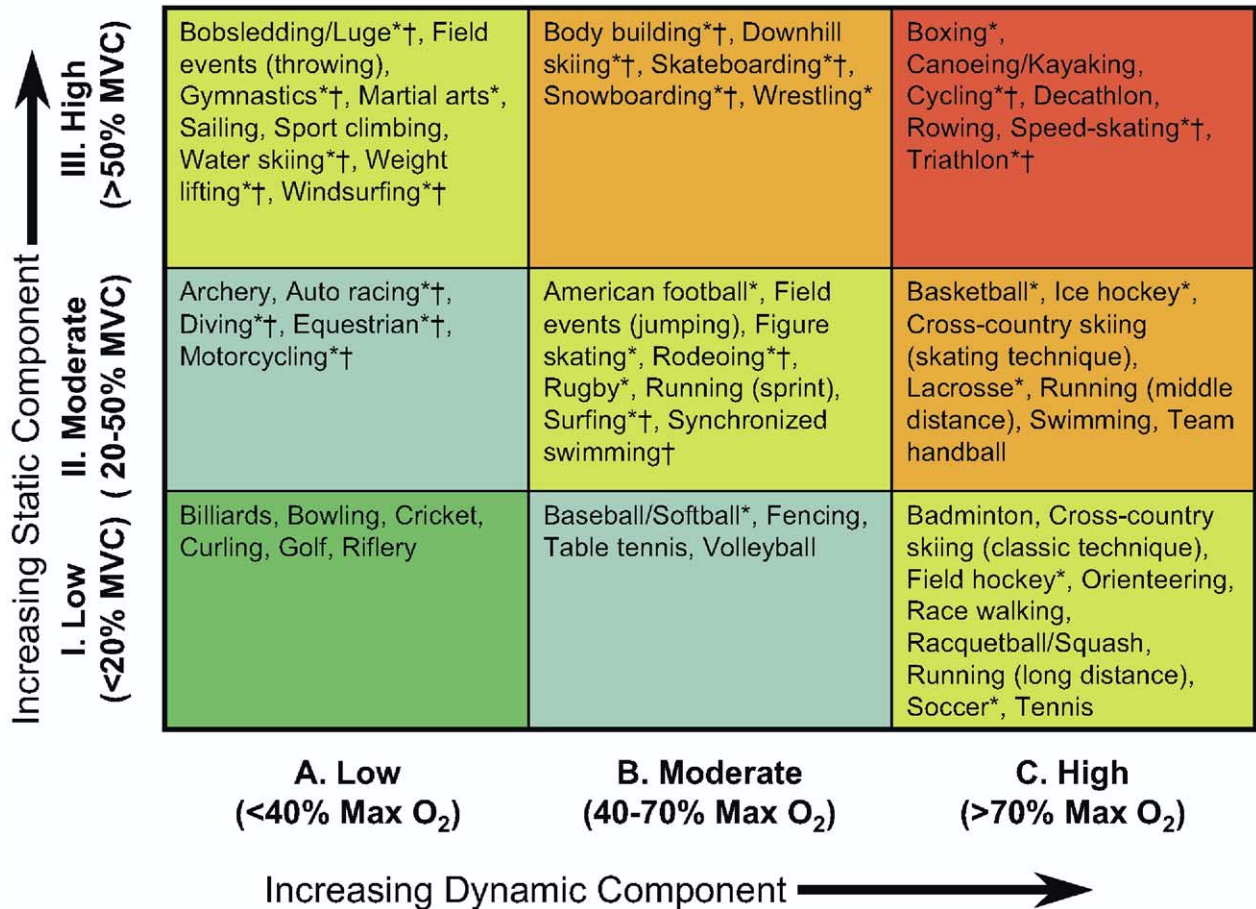 Increasing Static Component
III. High
(>50% MVC)
Bobsledding/Luge*†, Field
events (throwing),
Gymnastics*†, Martial arts*,
Sailing, Sport climbing,
Water skiing*†, Weight
lifting*†, Windsurfing*†
Body building*†, Downhill
skiing*†, Skateboarding*†,
Snowboarding*†, Wrestling*
Boxing*,
Canoeing/Kayaking,
Cycling*†, Decathlon,
Rowing, Speed-skating*†,
Triathlon*†
II. Moderate
( 20-50% MVC)
Archery, Auto racing*†,
Diving*†, Equestrian*†,
Motorcycling*†
American football*, Field
events (jumping), Figure
skating*, Rodeoing*†,
Rugby*, Running (sprint),
Surfing*†, Synchronized
swimming†
Basketball*, Ice hockey*,
Cross-country skiing
(skating technique),
Lacrosse*, Running (middle
distance), Swimming, Team
handball
I. Low
(<20% MVC)
Billiards, Bowling, Cricket,
Curling, Golf, Riflery
Baseball/Softball*, Fencing,
Table tennis, Volleyball
Badminton, Cross-country
skiing (classic technique),
Field hockey*, Orienteering,
Race walking,
Racquetball/Squash,
Running (long distance),
Soccer*, Tennis
A. Low
(<40% Max O₂)
B. Moderate
(40-70% Max O₂)
C. High
(>70% Max O₂)
Increasing Dynamic Component